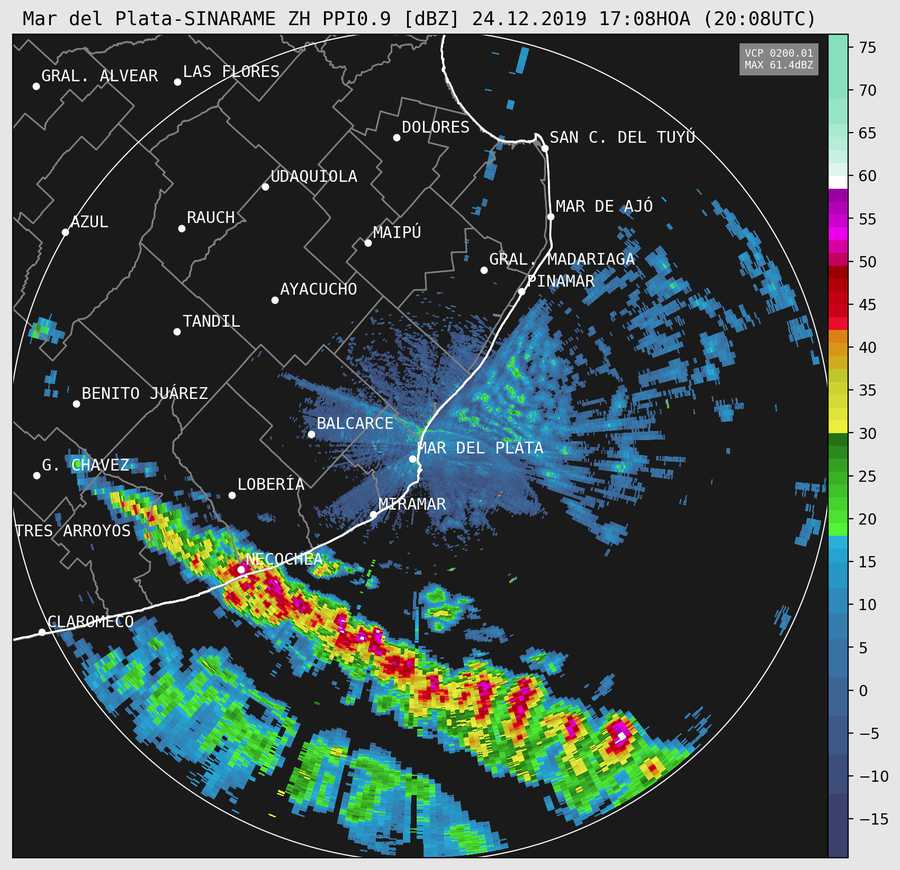 Mar del Plata-SINARAME ZH PPI0.9 [dBZ] 24.12.2019 17:08HOA (20:08UTC)
VCP 0200.01
MAX 61.4dBZ
GRAL. ALVEAR
LAS FLORES
DOLORES
SAN C. DEL TUYÚ
UDAQUIOLA
MAR DE AJÓ
AZUL
RAUCH
MAIPÚ
GRAL. MADARIAGA
PINAMAR
AYACUCHO
TANDIL
BENITO JUÁREZ
BALCARCE
MAR DEL PLATA
G. CHAVEZ
LOBERÍA
MIRAMAR
TRES ARROYOS
NECOCHEA
CLAROMECO
75
70
65
60
55
50
45
40
35
30
25
20
15
10
5
0
−5
−10
−15